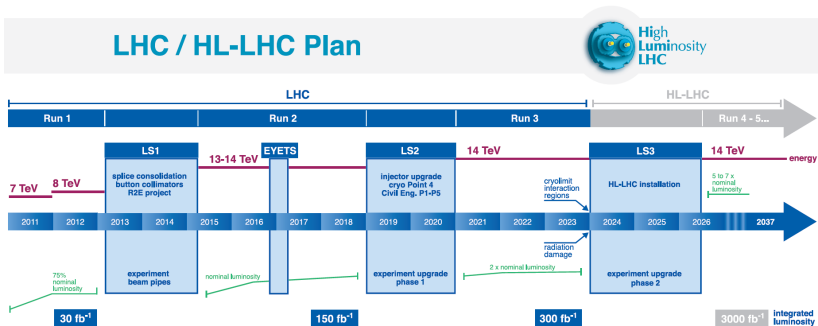 LHC / HL-LHC Plan
High
Luminosity
LHC
LHC
HL-LHC
Run 1
Run 2
Run 3
Run 4 - 5...
LS1
EYETS
LS2
LS3
13-14 TeV
14 TeV
14 TeV
energy
splice consolidation
button collimators
R2E project
injector upgrade
cryo Point 4
Civil Eng. P1-P5
HL-LHC installation
cryolimit
interaction
regions
5 to 7 x
nominal
luminosity
7 TeV
8 TeV
2011 2012 2013 2014 2015 2016 2017 2018 2019 2020 2021 2022 2023 2024 2025 2026 2037
radiation
damage
75%
nominal
luminosity
experiment
beam pipes
nominal luminosity
experiment upgrade
phase 1
2 x nominal luminosity
experiment upgrade
phase 2
30 fb-1
150 fb-1
300 fb-1
3000 fb-1
integrated
luminosity